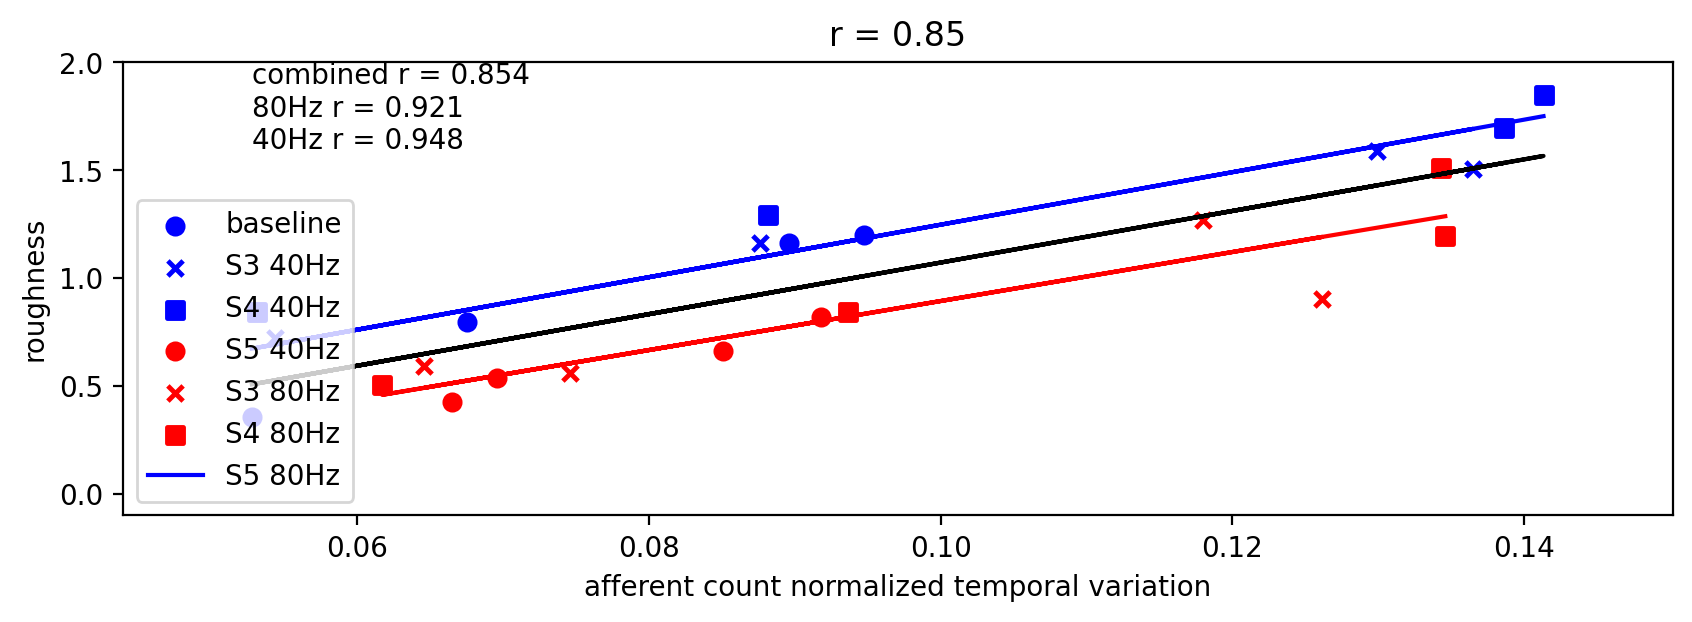 r = 0.85
combined r = 0.854
80Hz r = 0.921
40Hz r = 0.948
2.0
1.5
1.0
0.5
0.0
roughness
baseline
S3 40Hz
S4 40Hz
S5 40Hz
S3 80Hz
S4 80Hz
S5 80Hz
0.06 0.08 0.10 0.12 0.14
afferent count normalized temporal variation